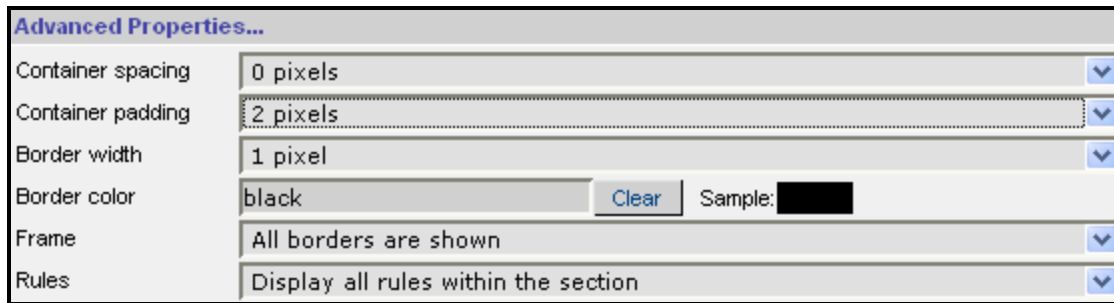 Advanced Properties...
Container spacing 0 pixels
Container padding 2 pixels
Border width 1 pixel
Border color black Clear Sample:
Frame All borders are shown
Rules Display all rules within the section